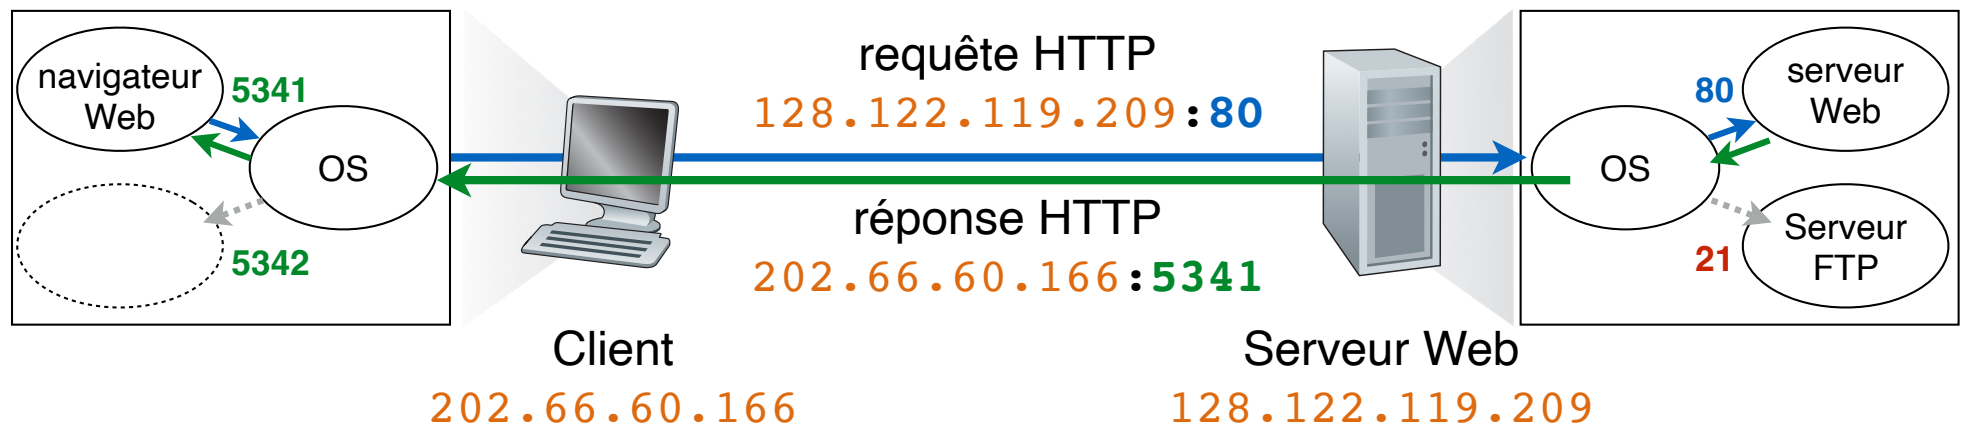 navigateur
Web
5341
OS
5342
requête HTTP
128.122.119.209:80
réponse HTTP
202.66.60.166:5341
80
serveur
Web
OS
21
Serveur
FTP
Client
202.66.60.166
Serveur Web
128.122.119.209